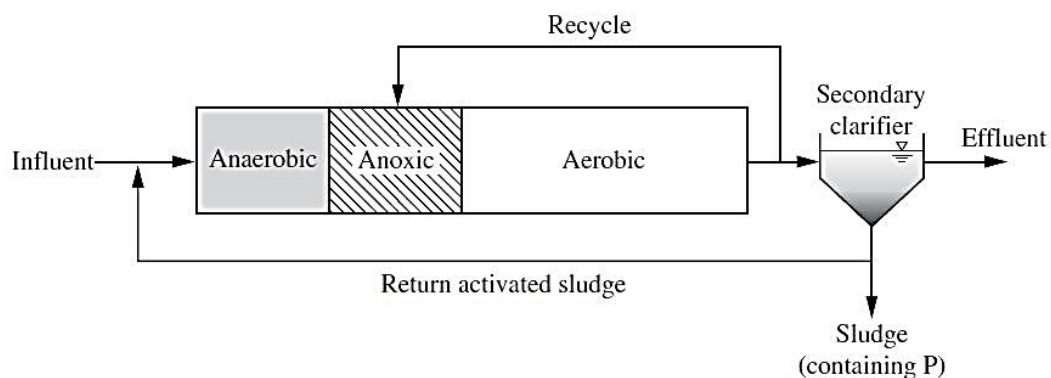 Recycle
Secondary
clarifier
Influent
Anaerobic
Anoxic
Aerobic
Effluent
Return activated sludge
Sludge
(containing P)